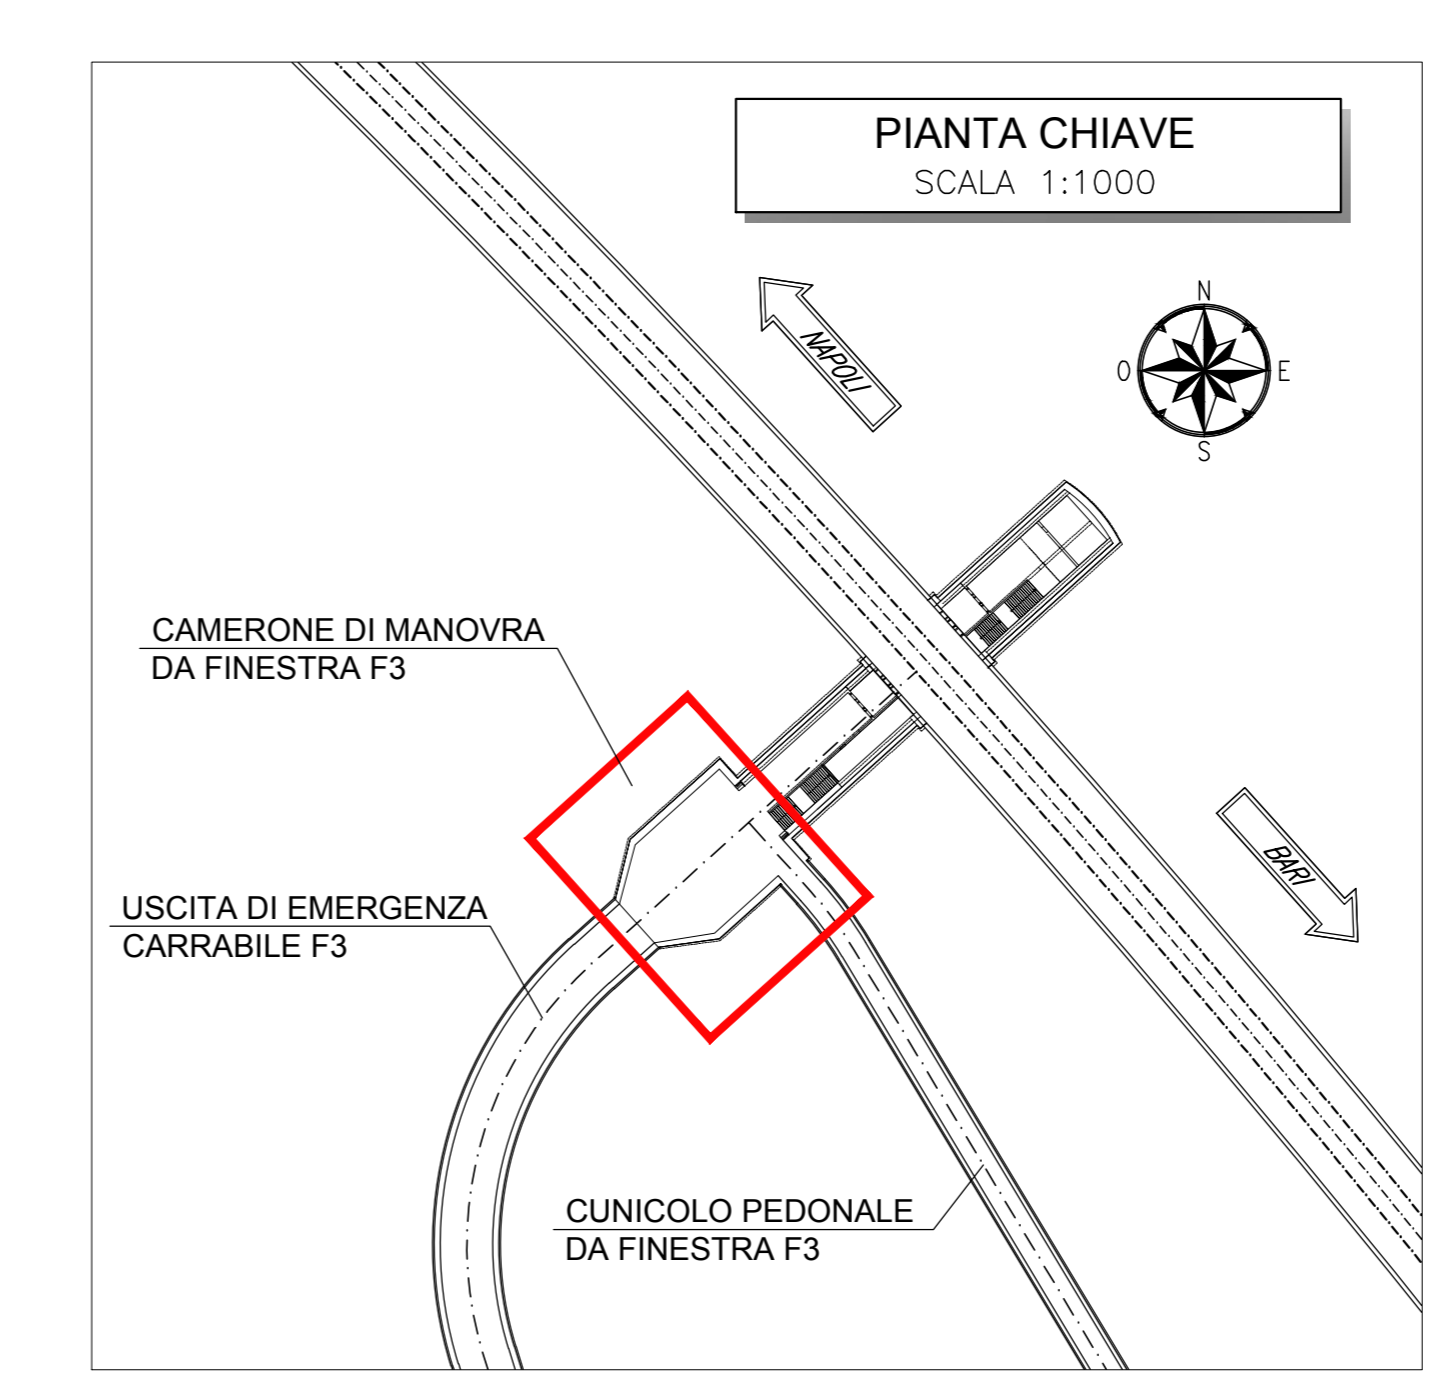 PIANTA CHIAVE
SCALA 1:1000
NAPOLI
N
O
E
S
CAMERONE DI MANOVRA
DA FINESTRA F3
BARI
USCITA DI EMERGENZA
CARRABILE F3
CUNICOLO PEDONALE
DA FINESTRA F3